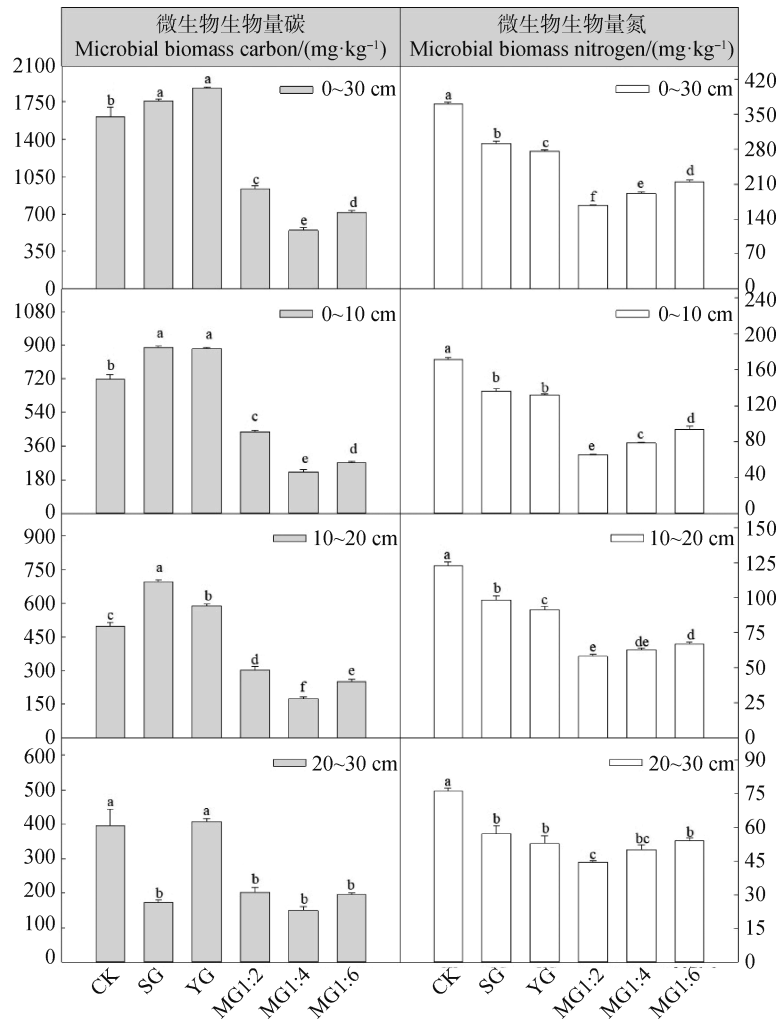 微生物生物量碳
Microbial biomass carbon/(mg·kg⁻¹)
微生物生物量氮
Microbial biomass nitrogen/(mg·kg⁻¹)
2100
1750
1400
1050
700
350
0
0~30 cm
b a a c e d
0~30 cm
a b c f e d
420
350
280
210
140
70
0
1080
900
720
540
360
180
0
0~10 cm
b a a c e d
0~10 cm
a b b e c d
240
200
160
120
80
40
0
900
750
600
450
300
150
0
10~20 cm
c a b d f e
10~20 cm
a b c e de d
150
125
100
75
50
25
0
600
500
400
300
200
100
0
20~30 cm
a b a b b b
20~30 cm
a b b c bc b
90
75
60
45
30
15
0
CK SG YG MG1:2 MG1:4 MG1:6
CK SG YG MG1:2 MG1:4 MG1:6